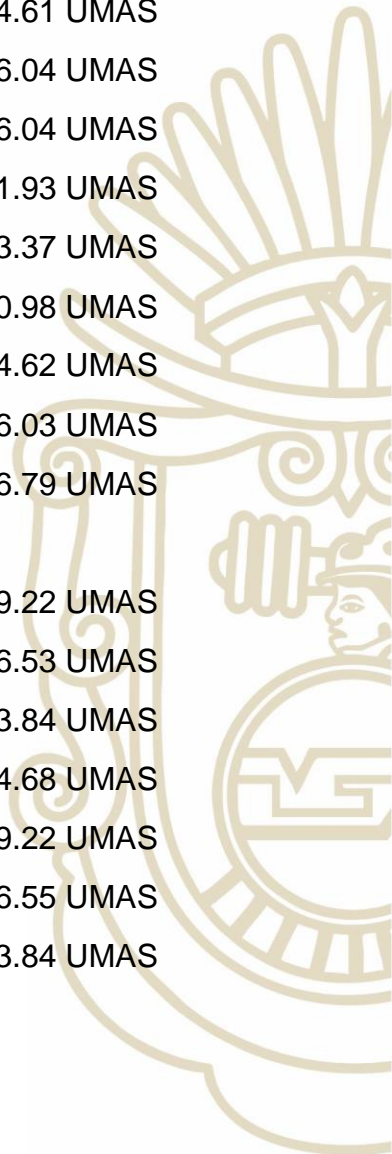 4.61 UMAS
6.04 UMAS
6.04 UMAS
1.93 UMAS
3.37 UMAS
0.98 UMAS
4.62 UMAS
6.03 UMAS
6.79 UMAS
9.22 UMAS
6.53 UMAS
3.84 UMAS
4.68 UMAS
9.22 UMAS
6.55 UMAS
3.84 UMAS